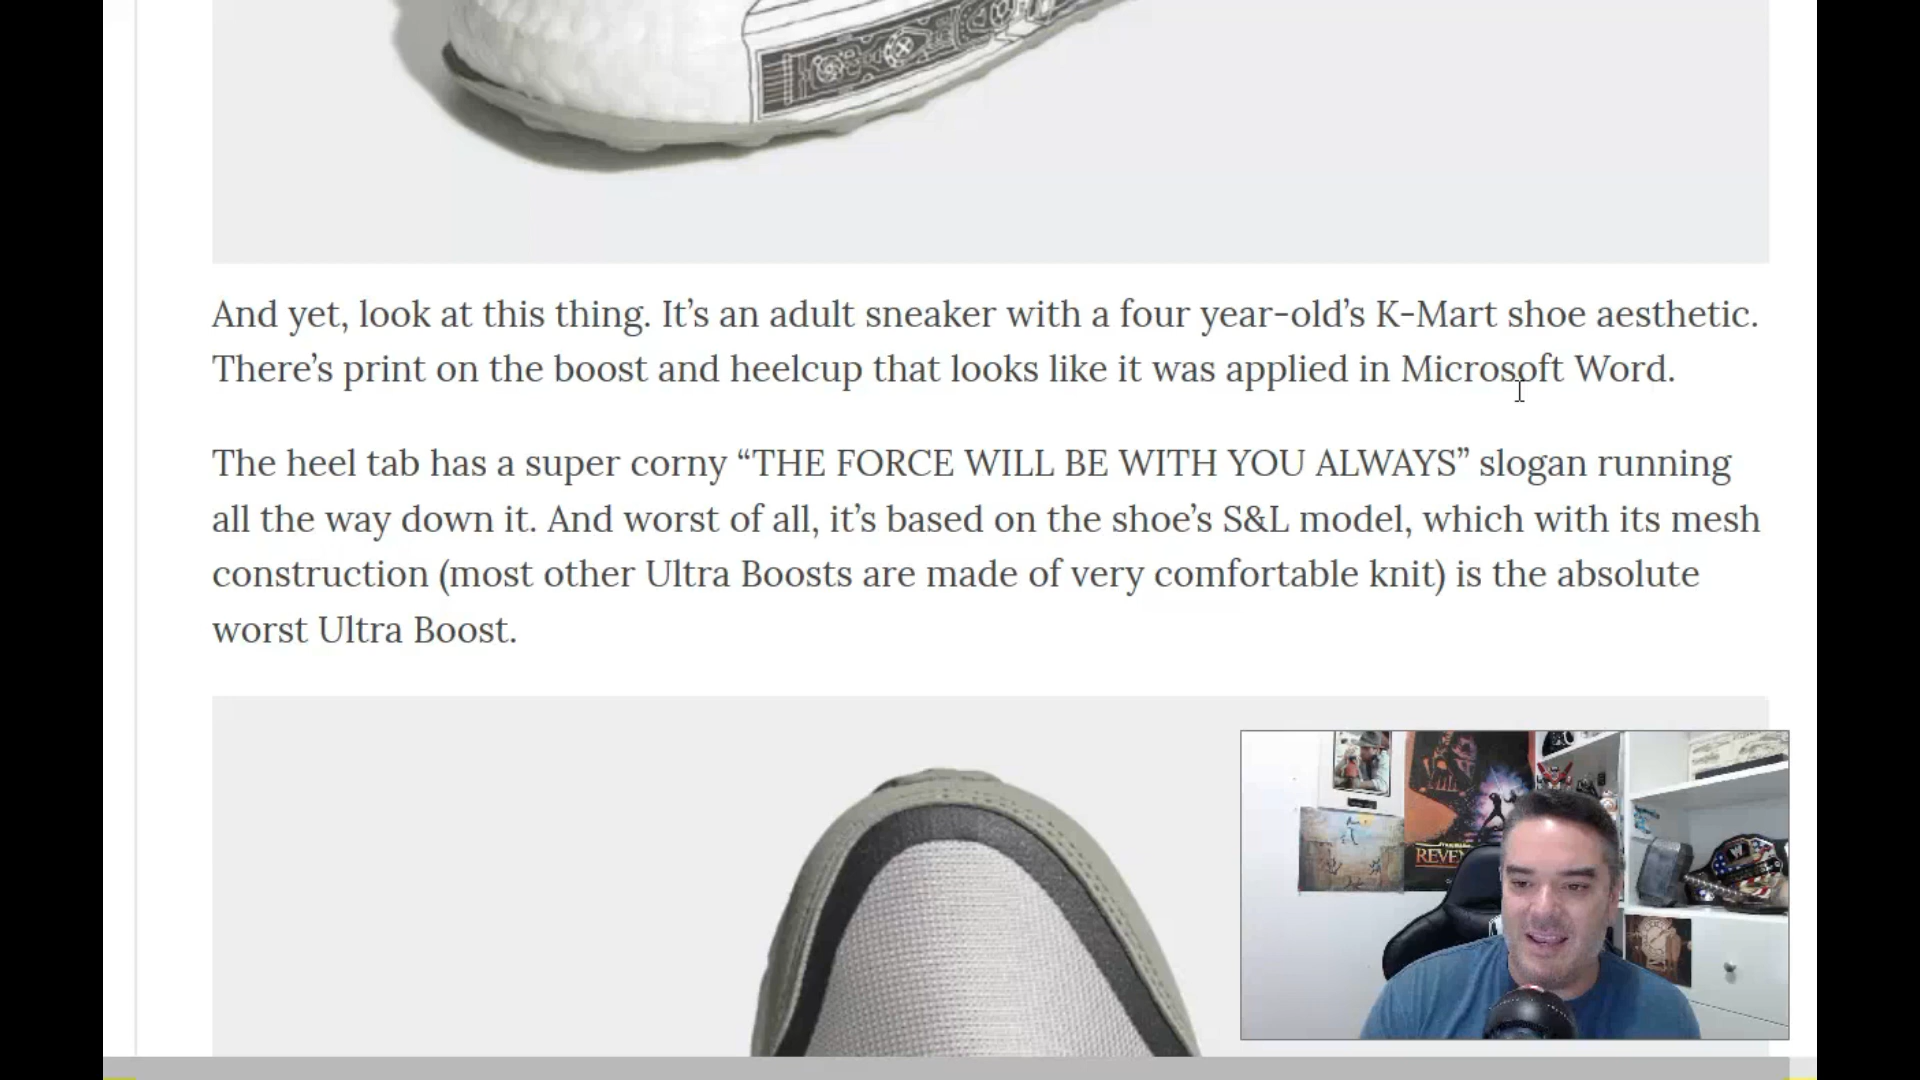 And yet, look at this thing. It’s an adult sneaker with a four year-old’s K-Mart shoe aesthetic.
There’s print on the boost and heelcup that looks like it was applied in Microsoft Word.
The heel tab has a super corny “THE FORCE WILL BE WITH YOU ALWAYS” slogan running
all the way down it. And worst of all, it’s based on the shoe’s S&L model, which with its mesh
construction (most other Ultra Boosts are made of very comfortable knit) is the absolute
worst Ultra Boost.
REVEN